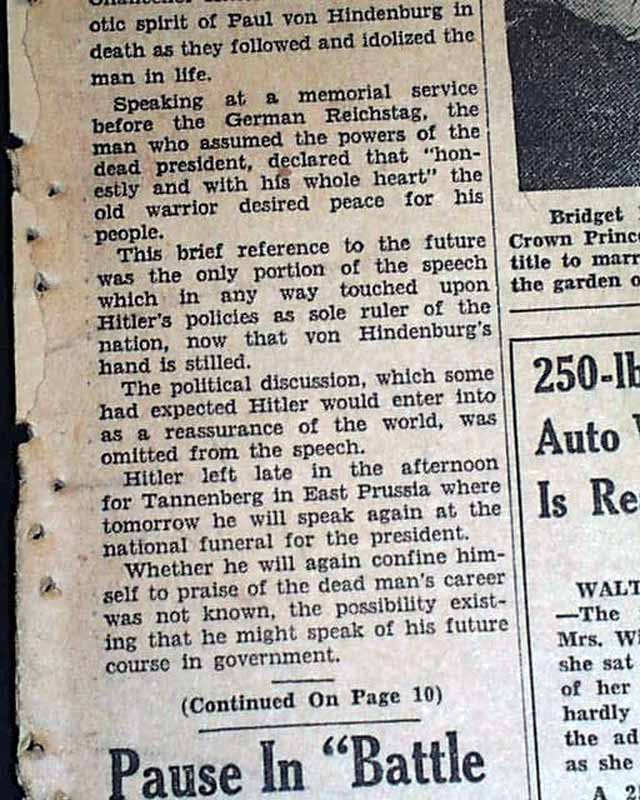 otic spirit of Paul von Hindenburg in
death as they followed and idolized the
man in life.
Speaking at a memorial service
before the German Reichstag, the
man who assumed the powers of the
dead president, declared that "hon-
estly and with his whole heart" the
old warrior desired peace for his
people.
This brief reference to the future
was the only portion of the speech
which in any way touched upon
Hitler's policies as sole ruler of the
nation, now that von Hindenburg's
hand is stilled.
The political discussion, which some
had expected Hitler would enter into
as a reassurance of the world, was
omitted from the speech.
Hitler left late in the afternoon
for Tannenberg in East Prussia where
tomorrow he will speak again at the
national funeral for the president.
Whether he will again confine him-
self to praise of the dead man's career
was not known, the possibility exist-
ing that he might speak of his future
course in government.
(Continued On Page 10)
Pause In "Battle
Bridget
Crown Princ
title to marr
the garden o
250-lb
Auto
Is Re
WALT
—The
Mrs. Wi
she sat
of her
hardly
the ad
as she
A 2